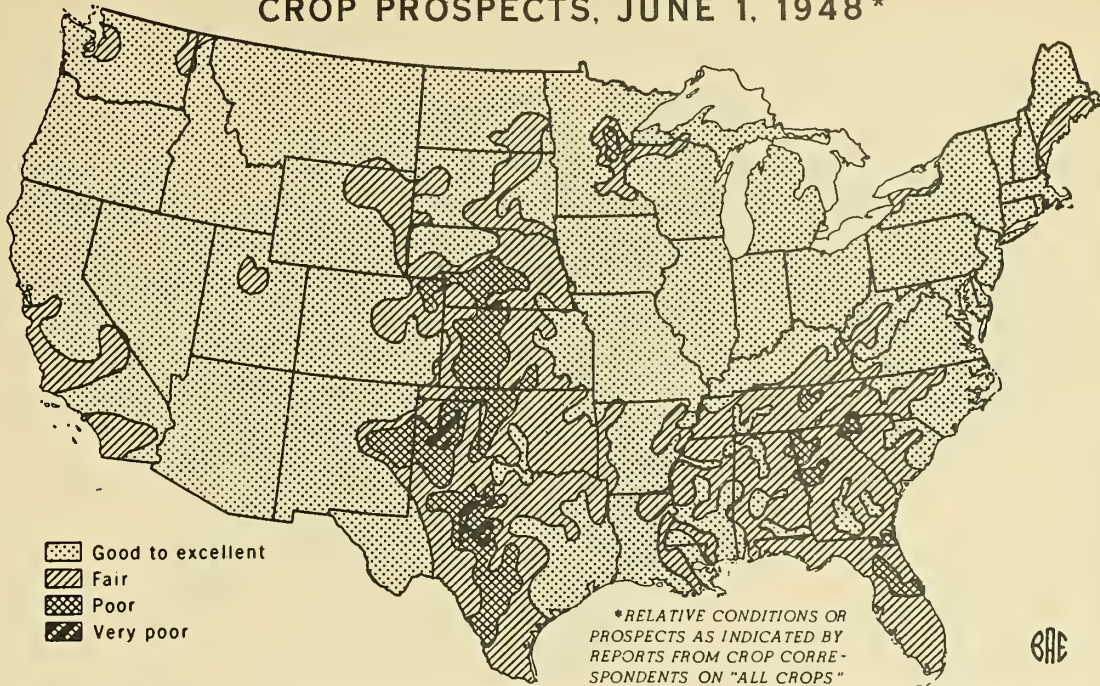 CROP PROSPECTS, JUNE 1, 1948*
Good to excellent
Fair
Poor
Very poor
*RELATIVE CONDITIONS OR
PROSPECTS AS INDICATED BY
REPORTS FROM CROP CORRE-
SPONDENTS ON "ALL CROPS"
BAE